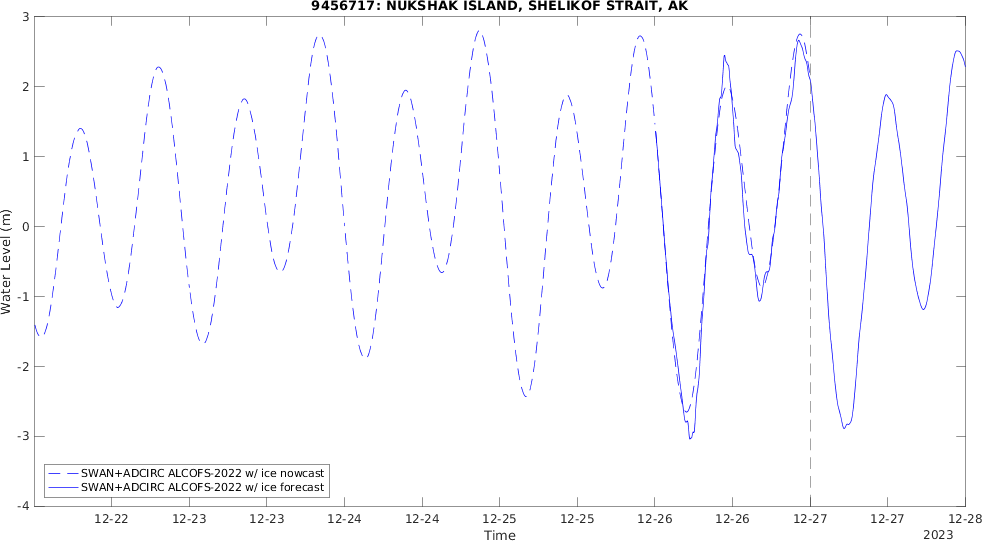 9456717: NUKSHAK ISLAND, SHELIKOF STRAIT, AK
3
2
1
0
-1
-2
-3
-4
Water Level (m)
SWAN+ADCIRC ALCOFS-2022 w/ ice nowcast
SWAN+ADCIRC ALCOFS-2022 w/ ice forecast
12-22 12-23 12-23 12-24 12-24 12-25 12-25 12-26 12-26 12-27 12-27 12-28
Time
2023